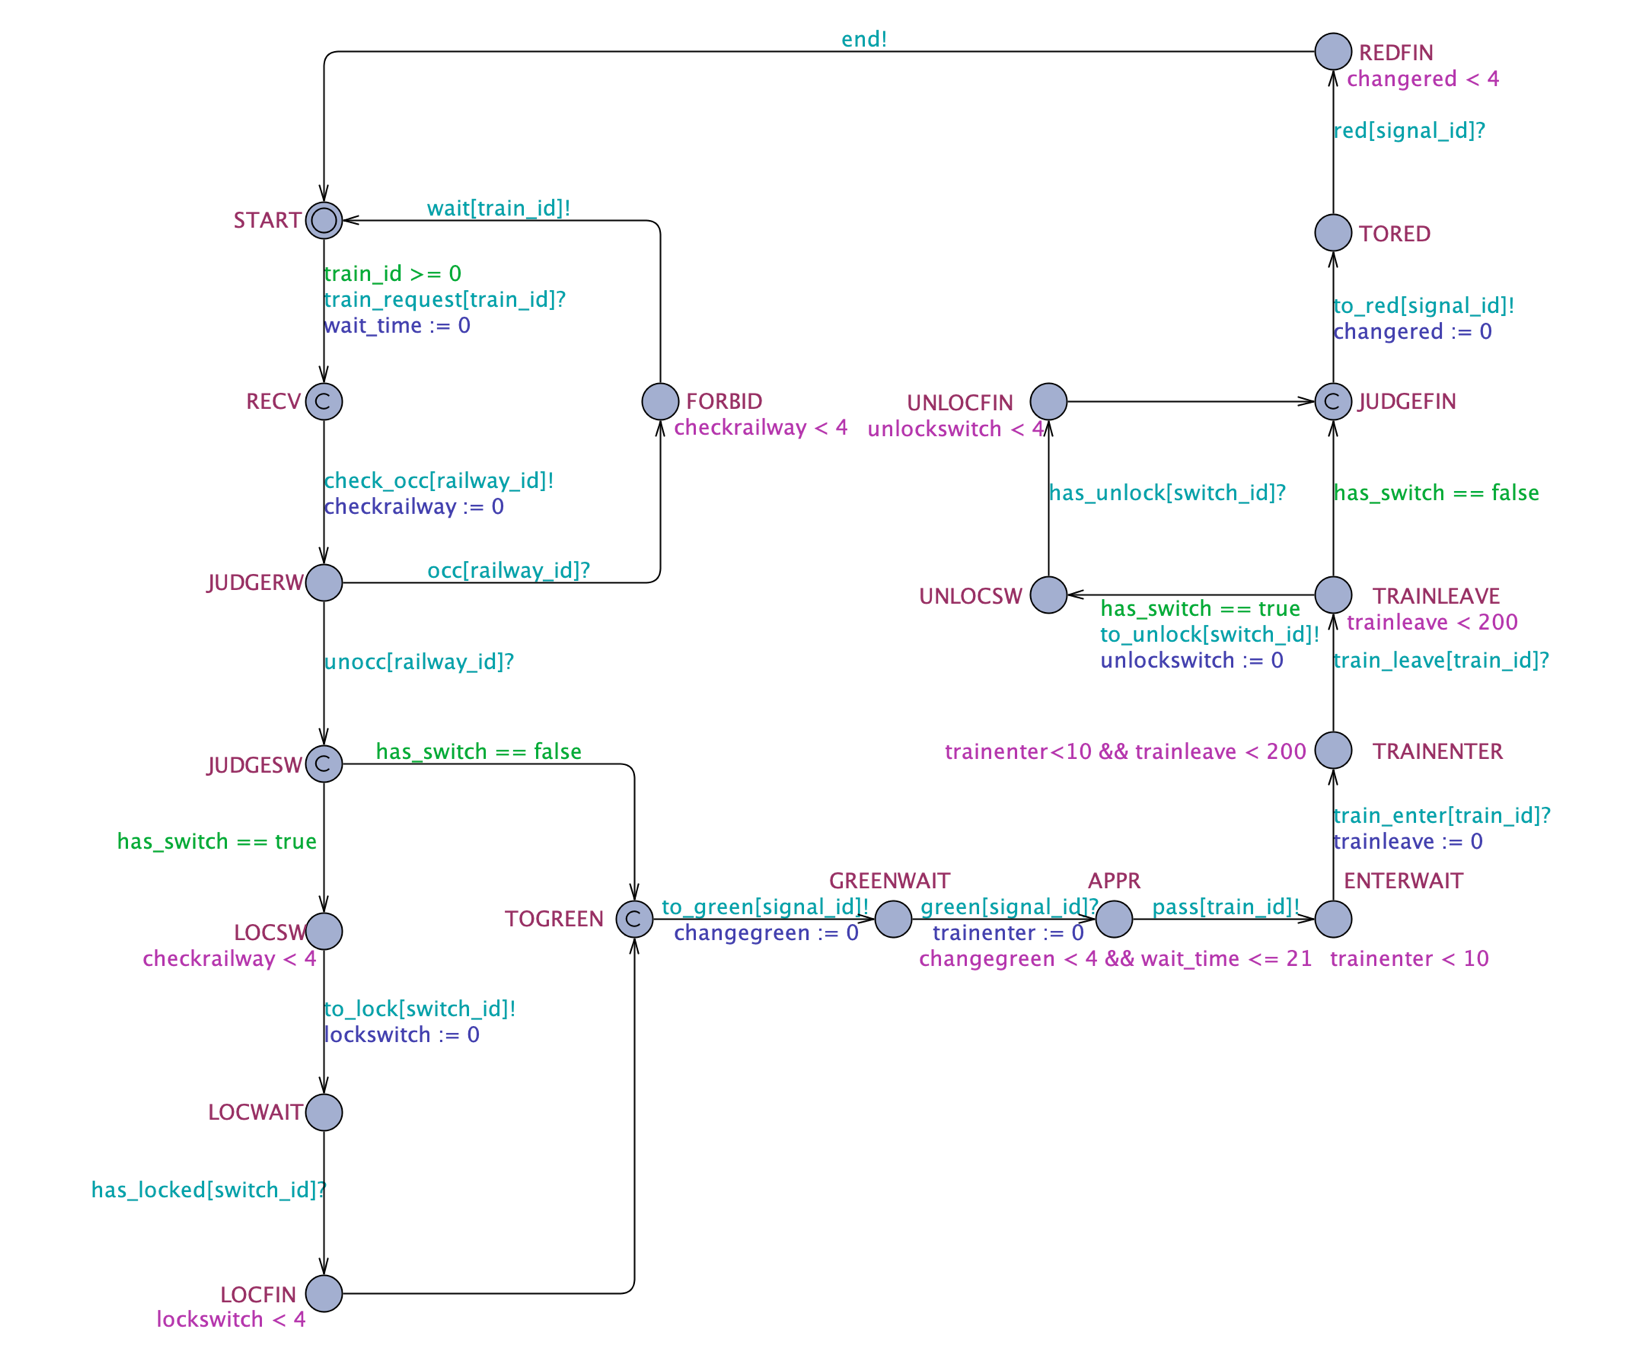 end!
REDFIN
changered < 4
red[signal_id]?
wait[train_id]!
START
TORED
train_id >= 0
train_request[train_id]?
wait_time := 0
to_red[signal_id]!
changered := 0
RECV
C
FORBID
checkrailway < 4
UNLOCFIN
unlockswitch < 4
C
JUDGEFIN
check_occ[railway_id]!
checkrailway := 0
has_unlock[switch_id]?
has_switch == false
JUDGERW
occ[railway_id]?
UNLOCSW
has_switch == true
to_unlock[switch_id]!
unlockswitch := 0
TRAINLEAVE
trainleave < 200
unocc[railway_id]?
train_leave[train_id]?
JUDGESW
C
has_switch == false
trainenter<10 && trainleave < 200
TRAINENTER
has_switch == true
train_enter[train_id]?
trainleave := 0
GREENWAIT
APPR
ENTERWAIT
LOCSW
checkrailway < 4
TOGREEN
C
to_green[signal_id]!
changegreen := 0
green[signal_id]?
trainenter := 0
pass[train_id]!
changegreen < 4 && wait_time <= 21
trainenter < 10
to_lock[switch_id]!
lockswitch := 0
LOCWAIT
has_locked[switch_id]?
LOCFIN
lockswitch < 4